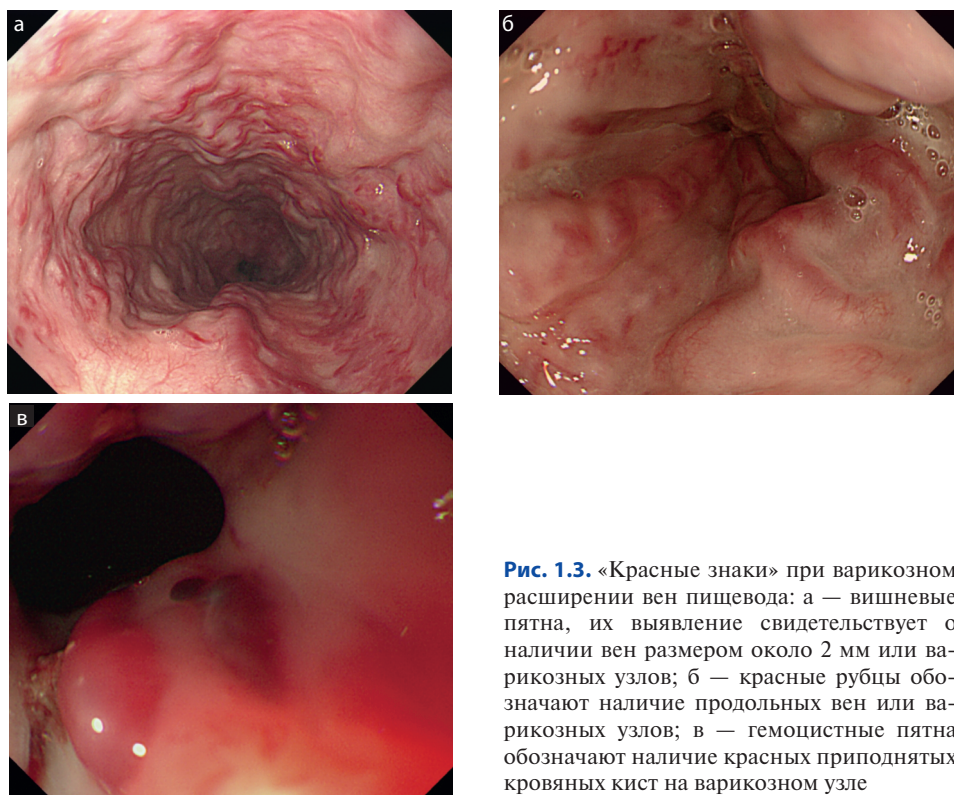 а
б
в
Рис. 1.3. «Красные знаки» при варикозном
расширении вен пищевода: а — вишневые
пятна, их выявление свидетельствует о
наличии вен размером около 2 мм или ва-
рикозных узлов; б — красные рубцы обо-
значают наличие продольных вен или ва-
рикозных узлов; в — гемоцистные пятна
обозначают наличие красных приподнятых
кровяных кист на варикозном узле